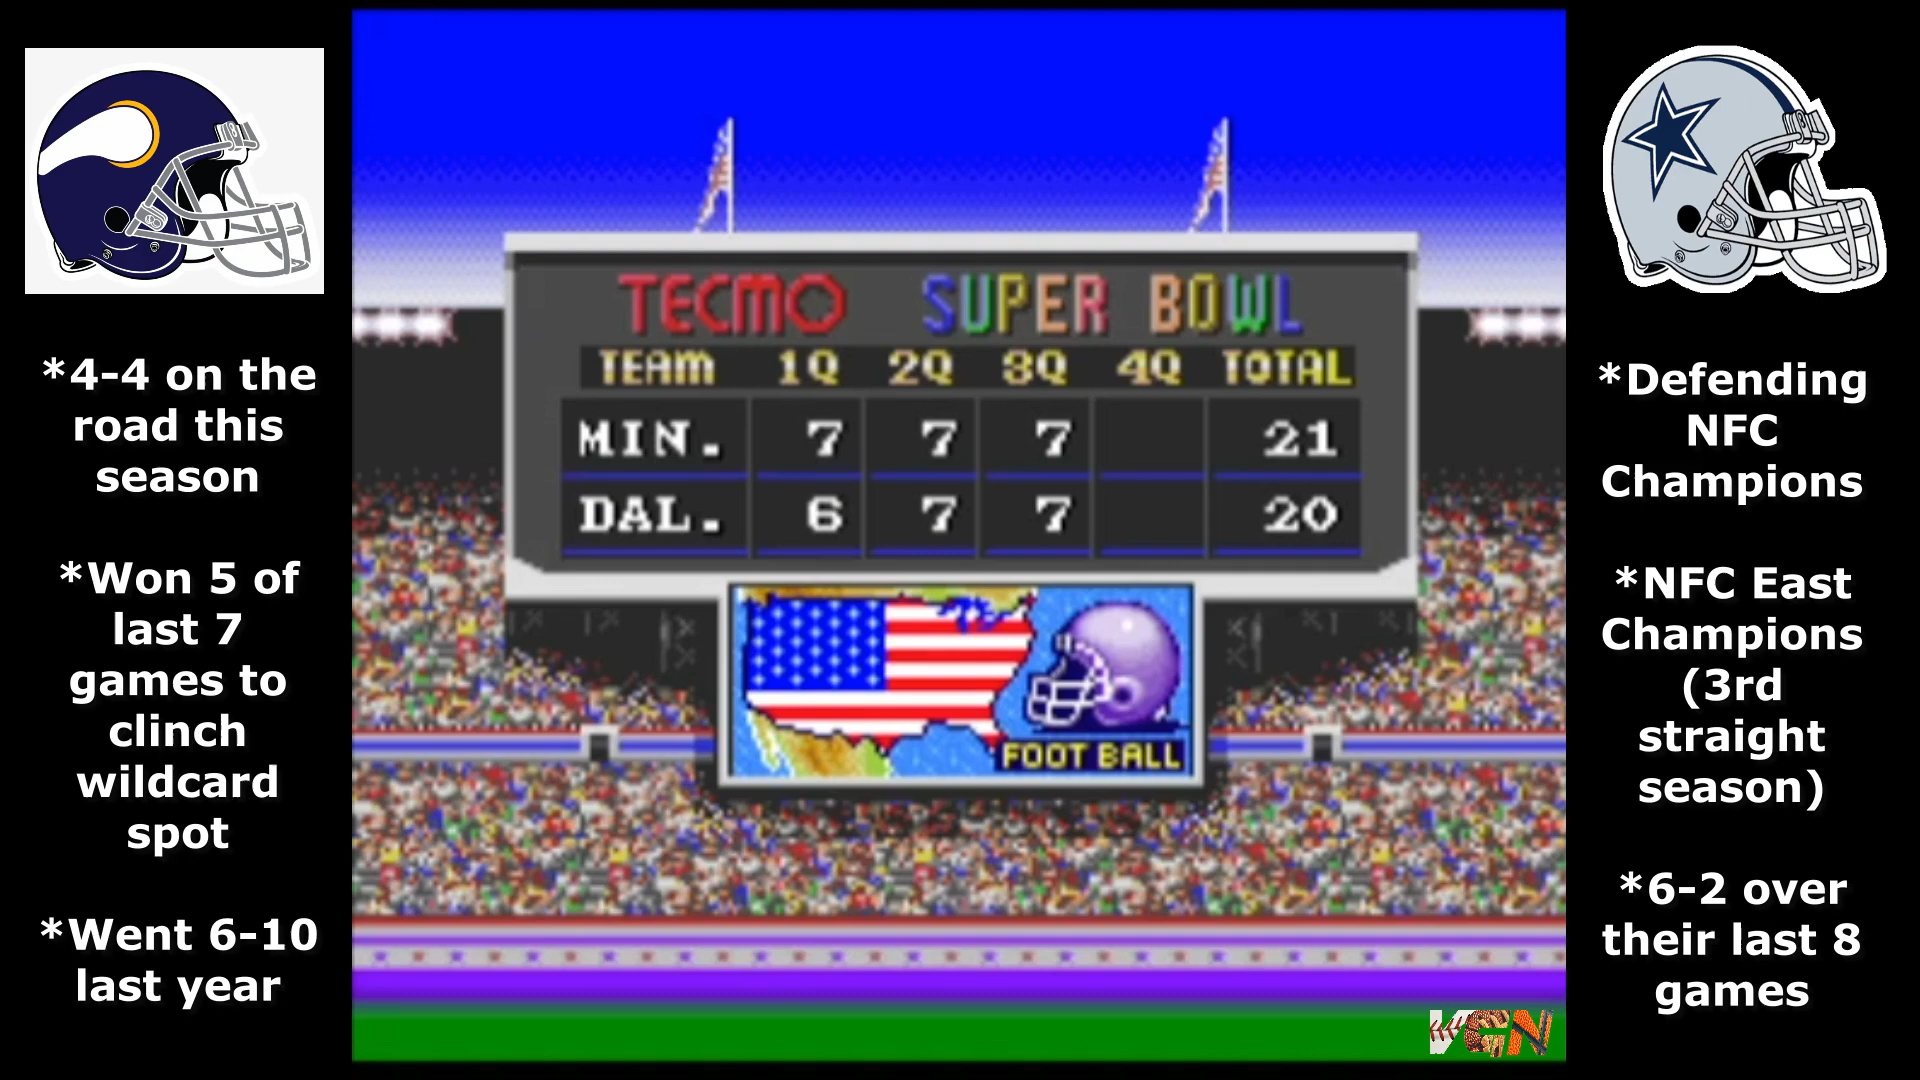 *4-4 on the
road this
season
*Won 5 of
last 7
games to
clinch
wildcard
spot
*Went 6-10
last year
TECMO SUPER BOWL
TEAM 1Q 2Q 3Q 4Q TOTAL
MIN. 7 7 7 21
DAL. 6 7 7 20
FOOT BALL
*Defending
NFC
Champions
*NFC East
Champions
(3rd
straight
season)
*6-2 over
their last 8
games
VGN